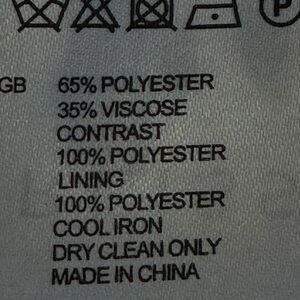 P
GB 65% POLYESTER
35% VISCOSE
CONTRAST
100% POLYESTER
LINING
100% POLYESTER
COOL IRON
DRY CLEAN ONLY
MADE IN CHINA